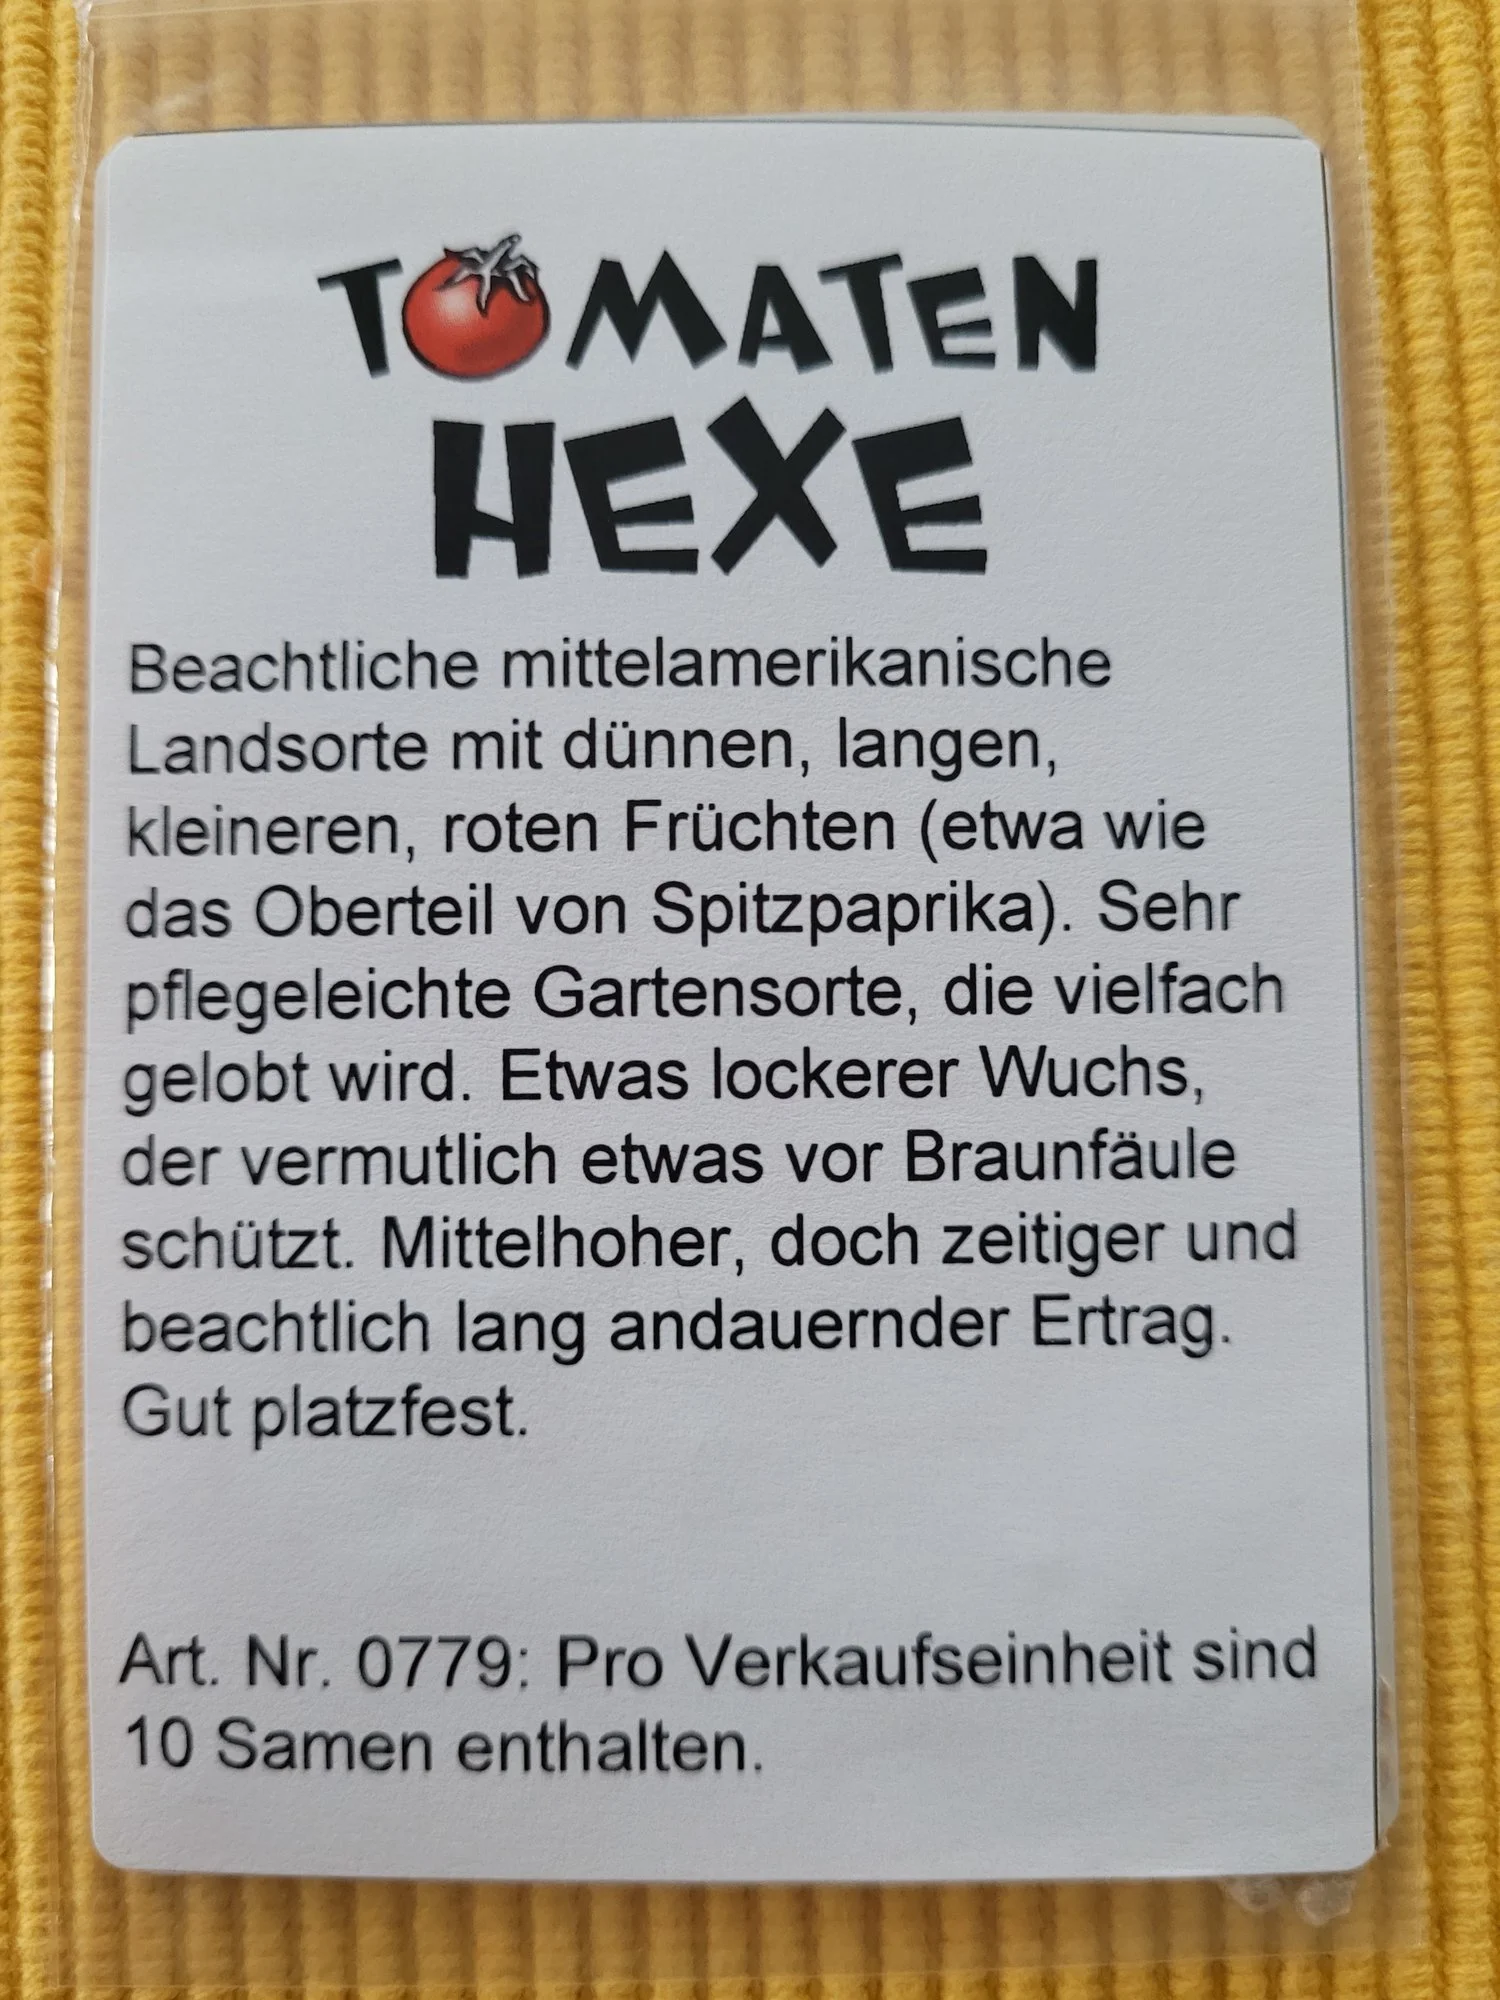 TOMATEN
HEXE
Beachtliche mittelamerikanische
Landsorte mit dünnen, langen,
kleineren, roten Früchten (etwa wie
das Oberteil von Spitzpaprika). Sehr
pflegeleichte Gartensorte, die vielfach
gelobt wird. Etwas lockerer Wuchs,
der vermutlich etwas vor Braunfäule
schützt. Mittelhoher, doch zeitiger und
beachtlich lang andauernder Ertrag.
Gut platzfest.
Art. Nr. 0779: Pro Verkaufseinheit sind
10 Samen enthalten.